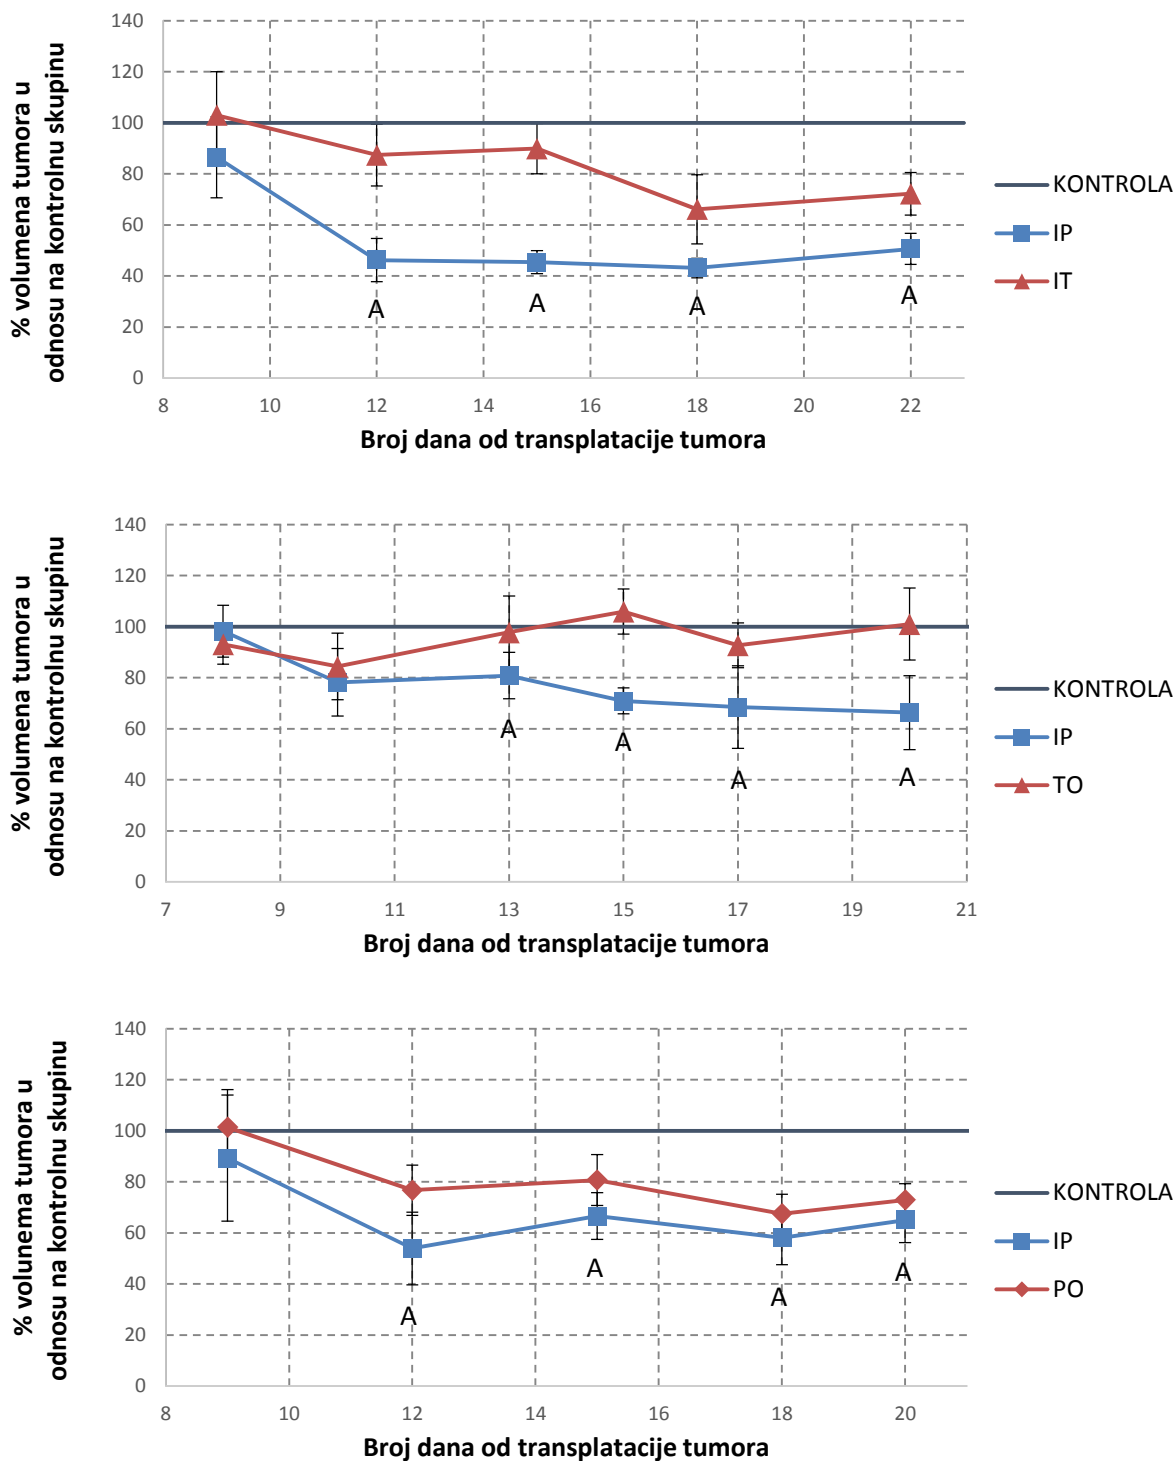 % volumena tumora u
odnosu na kontrolnu skupinu
140
120
100
80
60
40
20
0
A
A
A
A
8
10
12
14
16
18
20
22
Broj dana od transplatacije tumora
KONTROLA
IP
IT
% volumena tumora u
odnosu na kontrolnu skupinu
140
120
100
80
60
40
20
0
A
A
A
A
7
9
11
13
15
17
19
21
Broj dana od transplatacije tumora
KONTROLA
IP
TO
% volunema tumora u
odnosu na kontrolnu skupinu
140
120
100
80
60
40
20
0
A
A
A
A
8
10
12
14
16
18
20
Broj dana od transplatacije tumora
KONTROLA
IP
PO